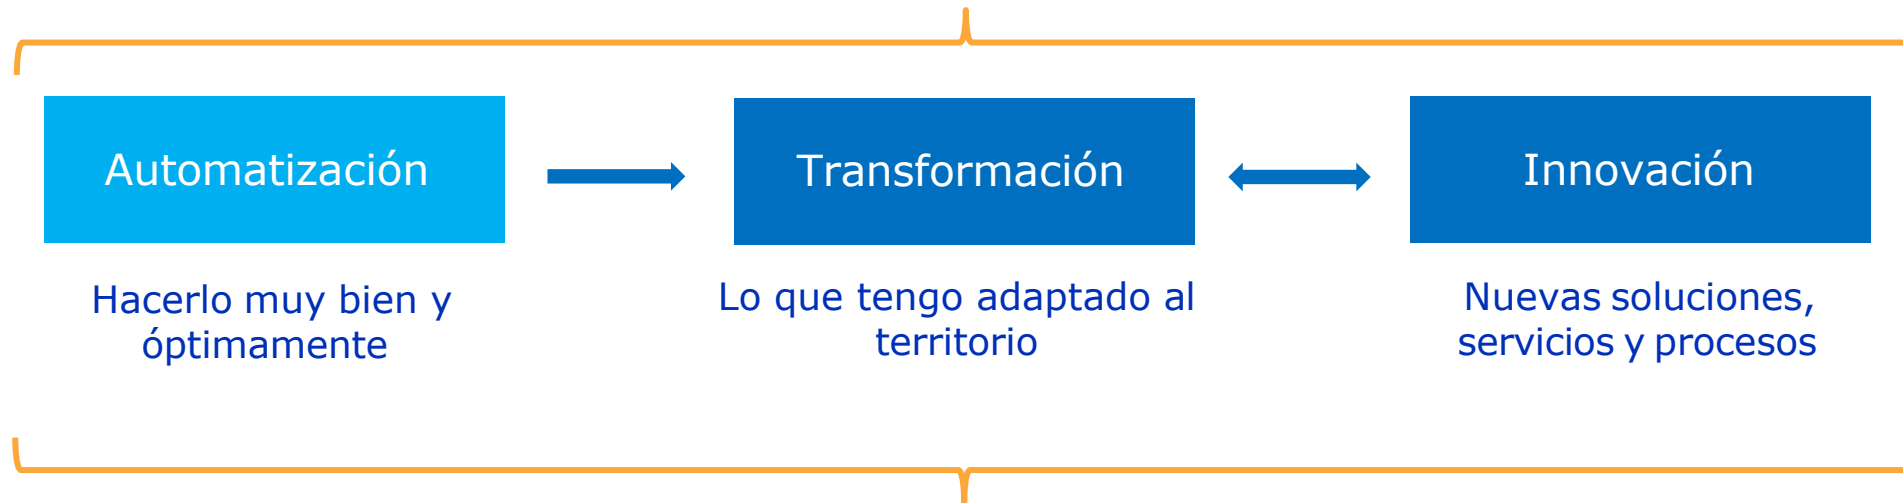 Automatización
Transformación
Innovación
Hacerlo muy bien y
óptimamente
Lo que tengo adaptado al
territorio
Nuevas soluciones,
servicios y procesos